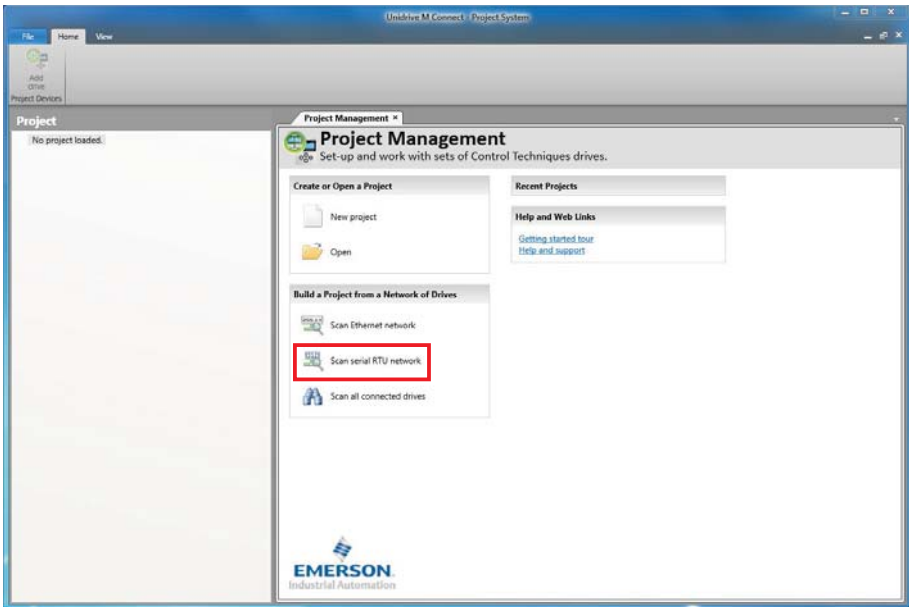 Unidrive M Connect - Project System
File Home View
Add
drive
Project Devices
Project
No project loaded.
Project Management
Project Management
Set-up and work with sets of Control Techniques drives.
Create or Open a Project
New project
Open
Recent Projects
Help and Web Links
Getting started tour
Help and support
Build a Project from a Network of Drives
Scan Ethernet network
Scan serial RTU network
Scan all connected drives
EMERSON.
Industrial Automation